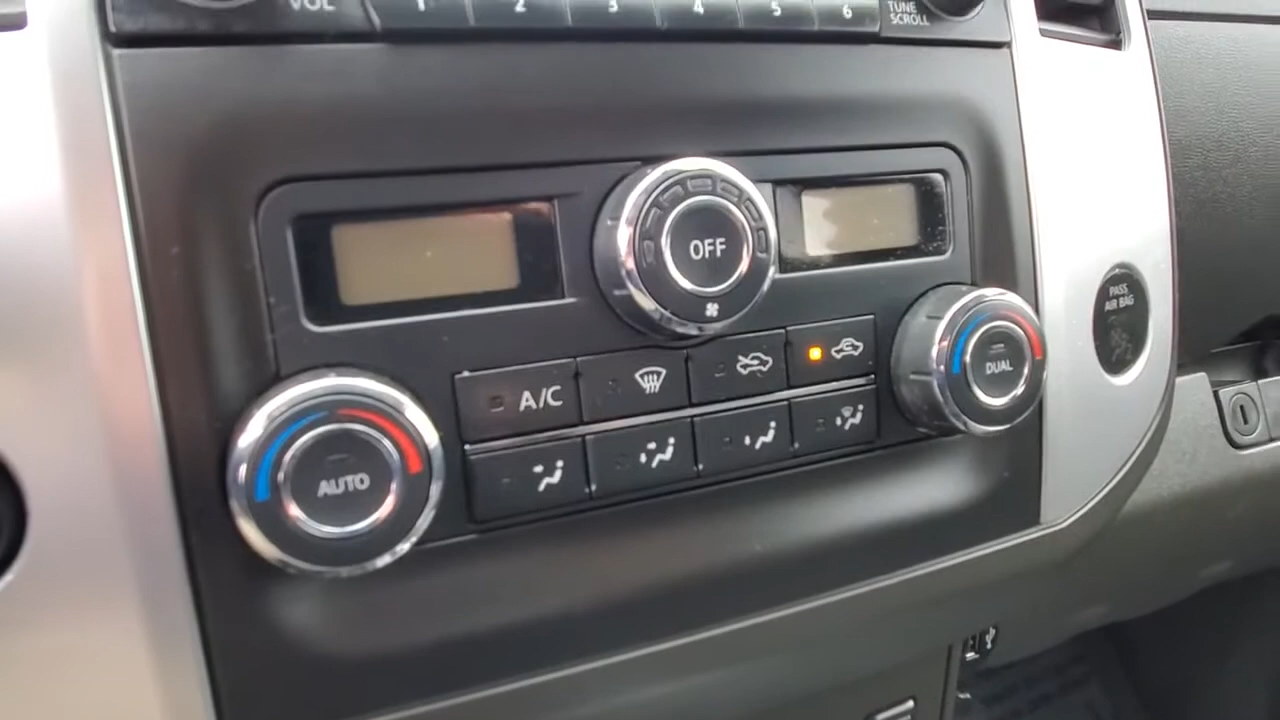 VOL
1 2 3 4 5 6
TUNE
SCROLL
OFF
PASS
AIR BAG
A/C
DUAL
AUTO